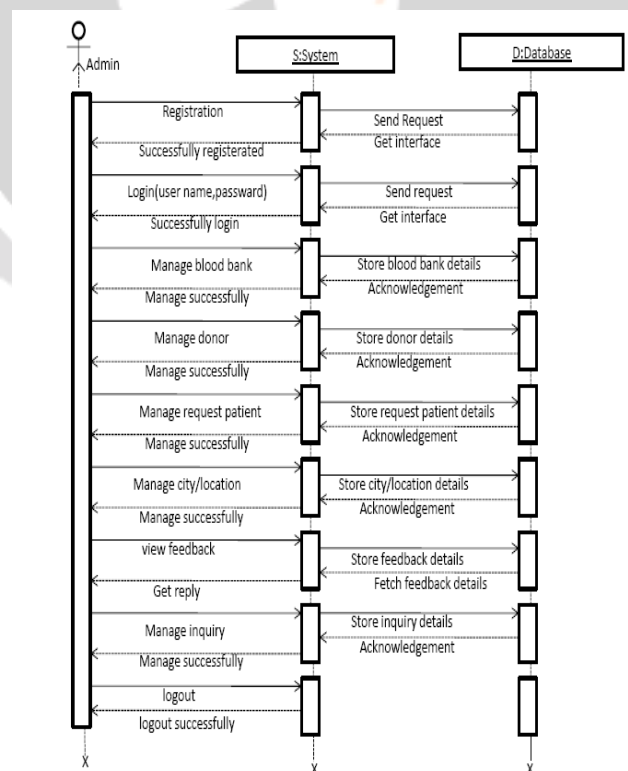 Admin
S:System
D:Database
Registration
Send Request
Get interface
Successfully registerated
Login(user name,passward)
Send request
Get interface
Successfully login
Manage blood bank
Store blood bank details
Acknowledgement
Manage successfully
Manage donor
Store donor details
Acknowledgement
Manage successfully
Manage request patient
Store request patient details
Acknowledgement
Manage successfully
Manage city/location
Store city/location details
Acknowledgement
Manage successfully
view feedback
Store feedback details
Fetch feedback details
Get reply
Manage inquiry
Store inquiry details
Acknowledgement
Manage successfully
logout
logout successfully
X
X
X